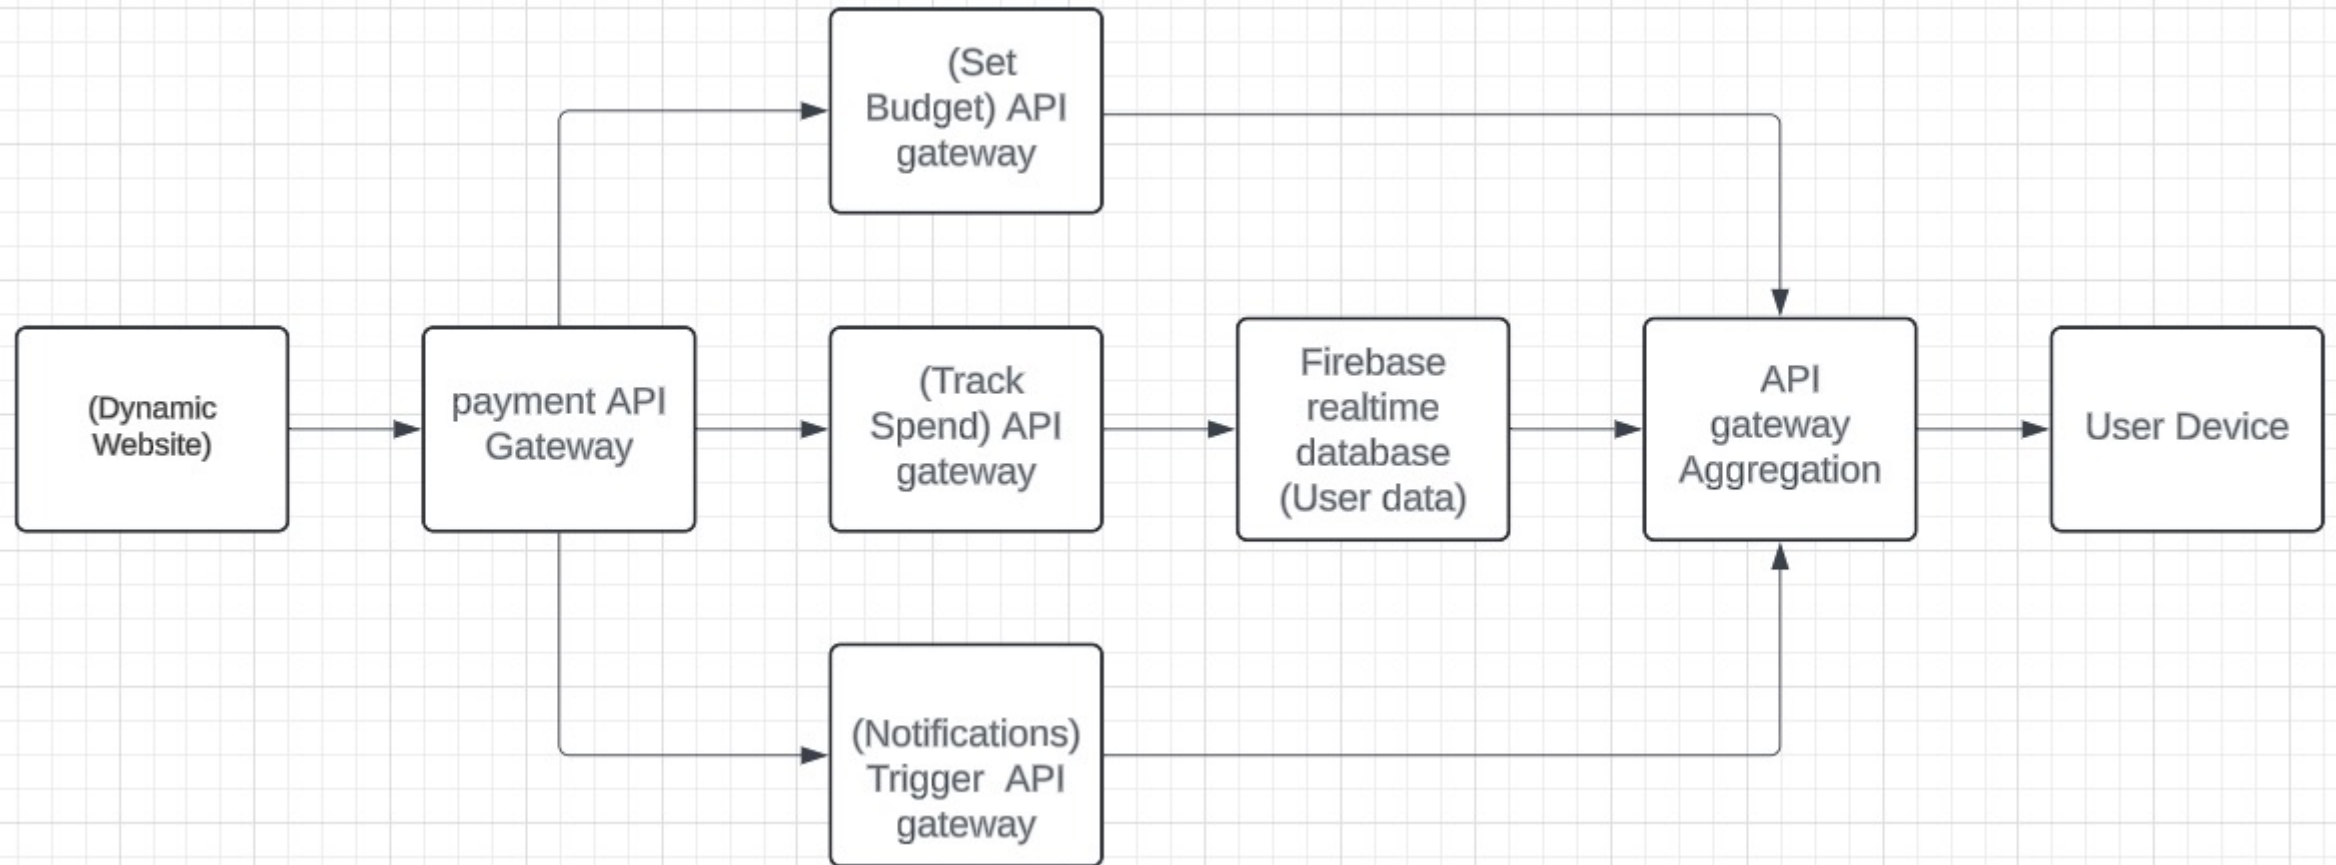 (Set
Budget) API
gateway
(Dynamic
Website)
payment API
Gateway
(Track
Spend) API
gateway
Firebase
realtime
database
(User data)
API
gateway
Aggregation
User Device
(Notifications)
Trigger  API
gateway